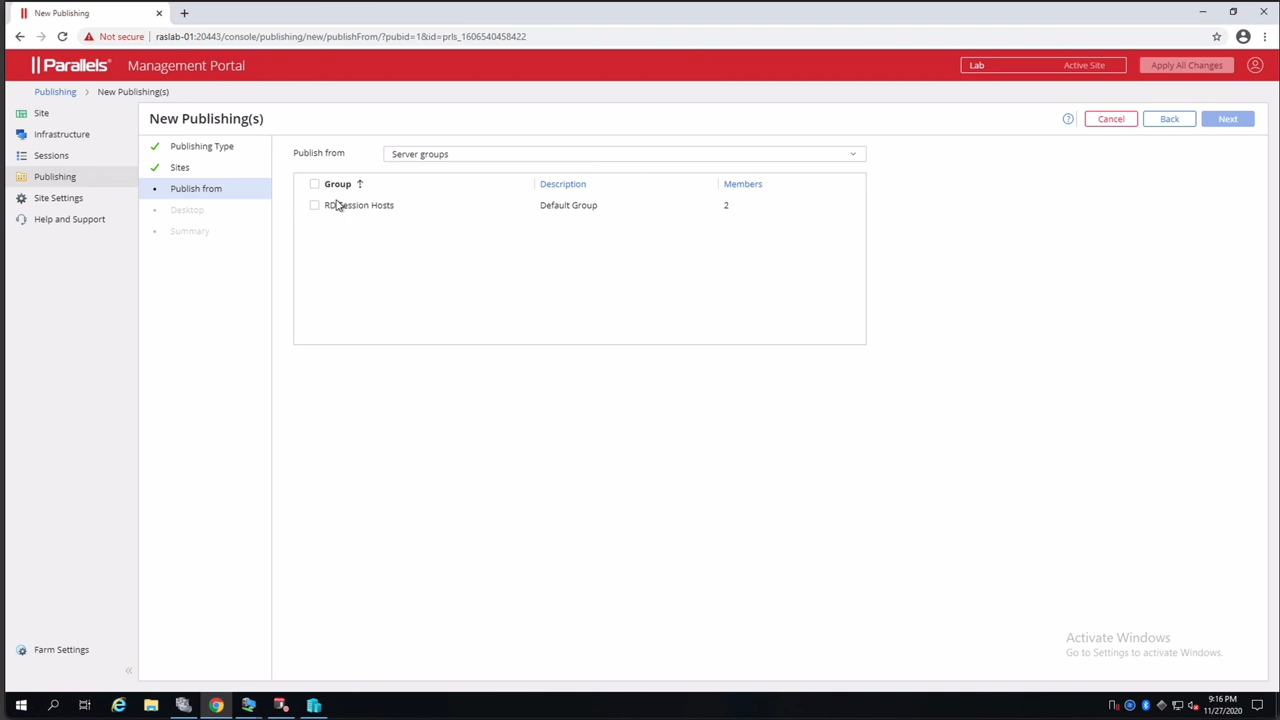 New Publishing
Not secure
raslab-01:20443/console/publishing/new/publishFrom/?pubid=1&id=prls_1606540458422
Parallels® Management Portal
Lab Active Site
Apply All Changes
Publishing > New Publishing(s)
Site
Infrastructure
Sessions
Publishing
Site Settings
Help and Support
New Publishing(s)
Cancel
Back
Next
Publishing Type
Sites
Publish from
Desktop
Summary
Publish from
Server groups
Group Description Members
RD Session Hosts Default Group 2
Farm Settings
Activate Windows
Go to Settings to activate Windows.
9:16 PM
11/27/2020